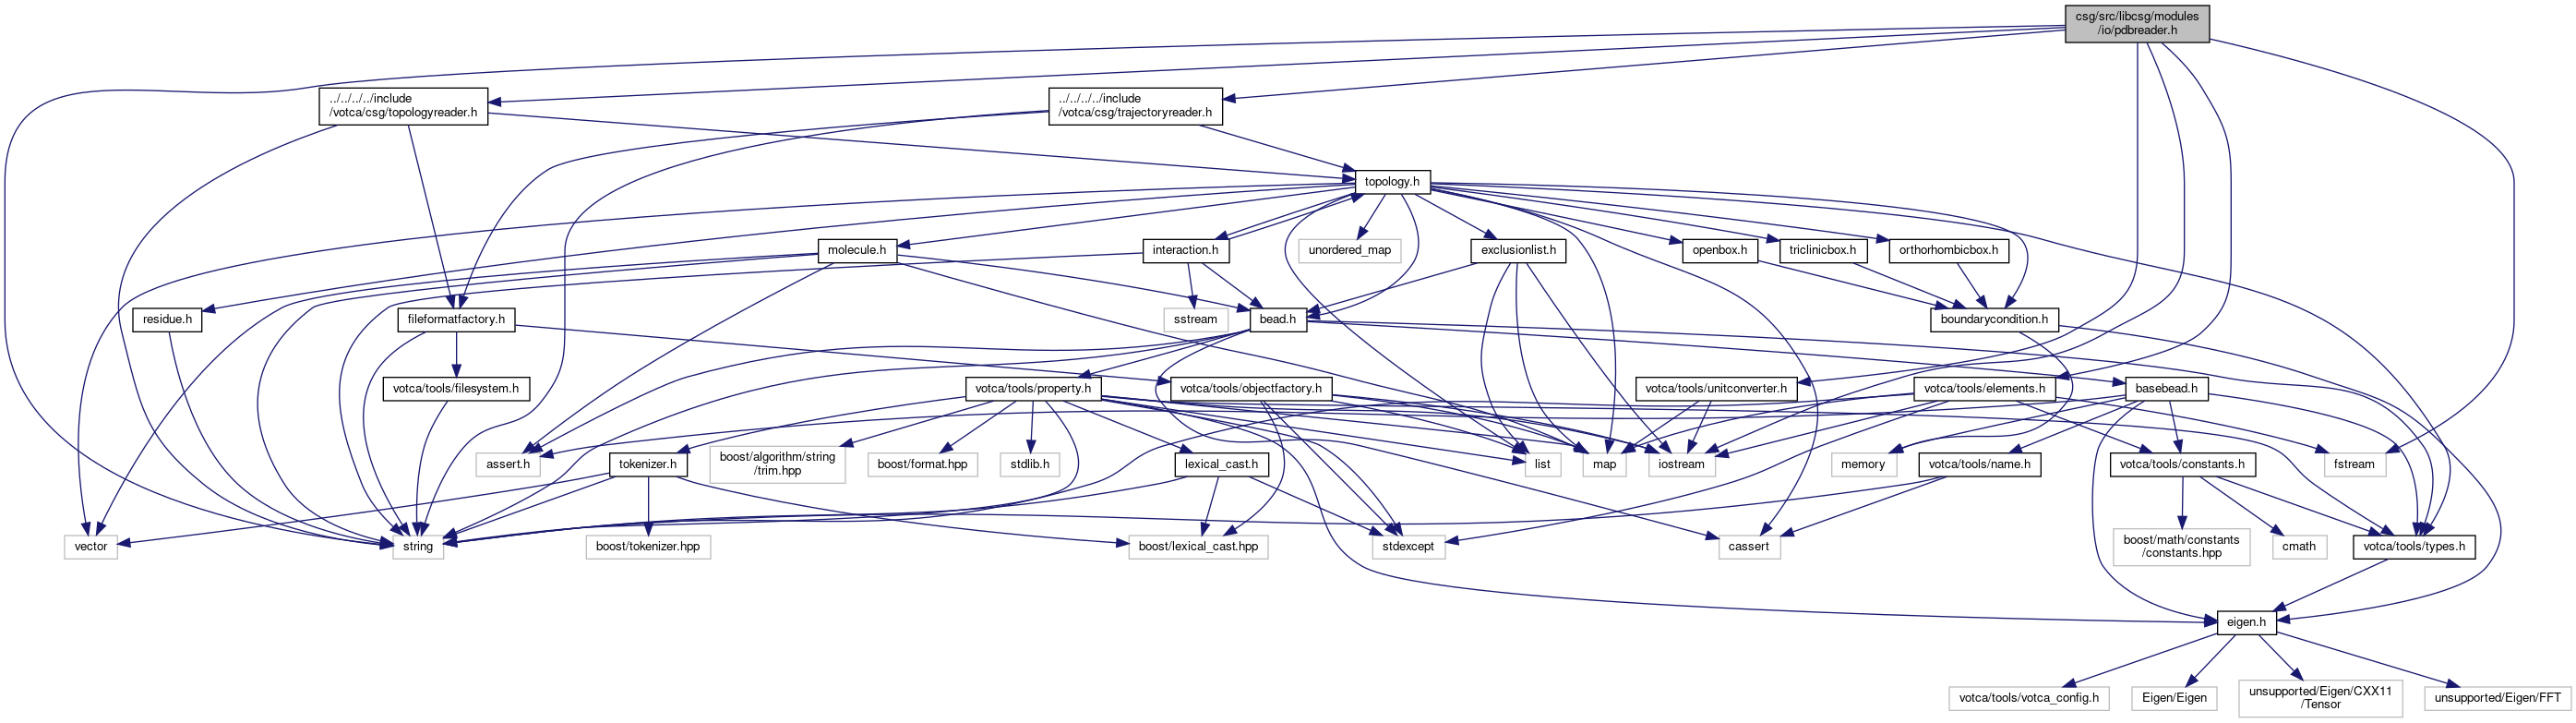 csg/src/libcsg/modules
/io/pdbreader.h
../../../../include
/votca/csg/topologyreader.h
../../../../include
/votca/csg/trajectoryreader.h
topology.h
molecule.h
interaction.h
unordered_map
exclusionlist.h
openbox.h
triclinicbox.h
orthorhombicbox.h
residue.h
fileformatfactory.h
sstream
bead.h
boundarycondition.h
votca/tools/filesystem.h
votca/tools/property.h
votca/tools/objectfactory.h
votca/tools/unitconverter.h
votca/tools/elements.h
basebead.h
assert.h
tokenizer.h
boost/algorithm/string
/trim.hpp
boost/format.hpp
stdlib.h
lexical_cast.h
list
map
iostream
memory
votca/tools/name.h
votca/tools/constants.h
fstream
vector
string
boost/tokenizer.hpp
boost/lexical_cast.hpp
stdexcept
cassert
boost/math/constants
/constants.hpp
cmath
votca/tools/types.h
eigen.h
votca/tools/votca_config.h
Eigen/Eigen
unsupported/Eigen/CXX11
/Tensor
unsupported/Eigen/FFT